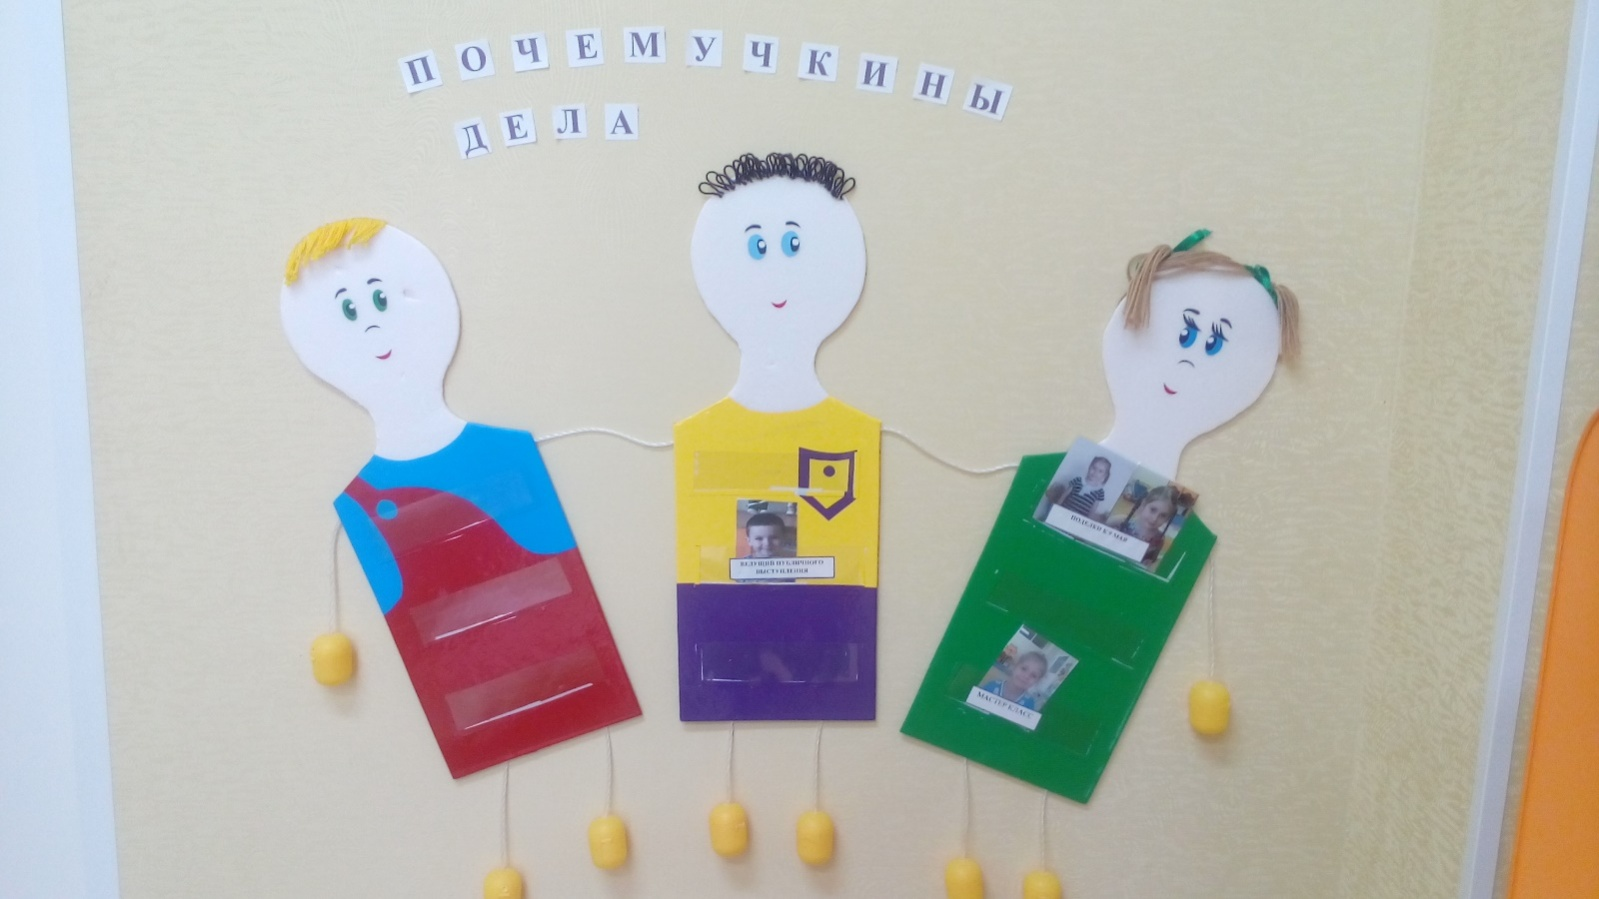 ПОЧЕМУЧКИНЫ
ДЕЛА
ВЕДУЩИЙ ПУБЛИЧНОГО
ВЫСТУПЛЕНИЯ
МАСТЕР КЛАСС